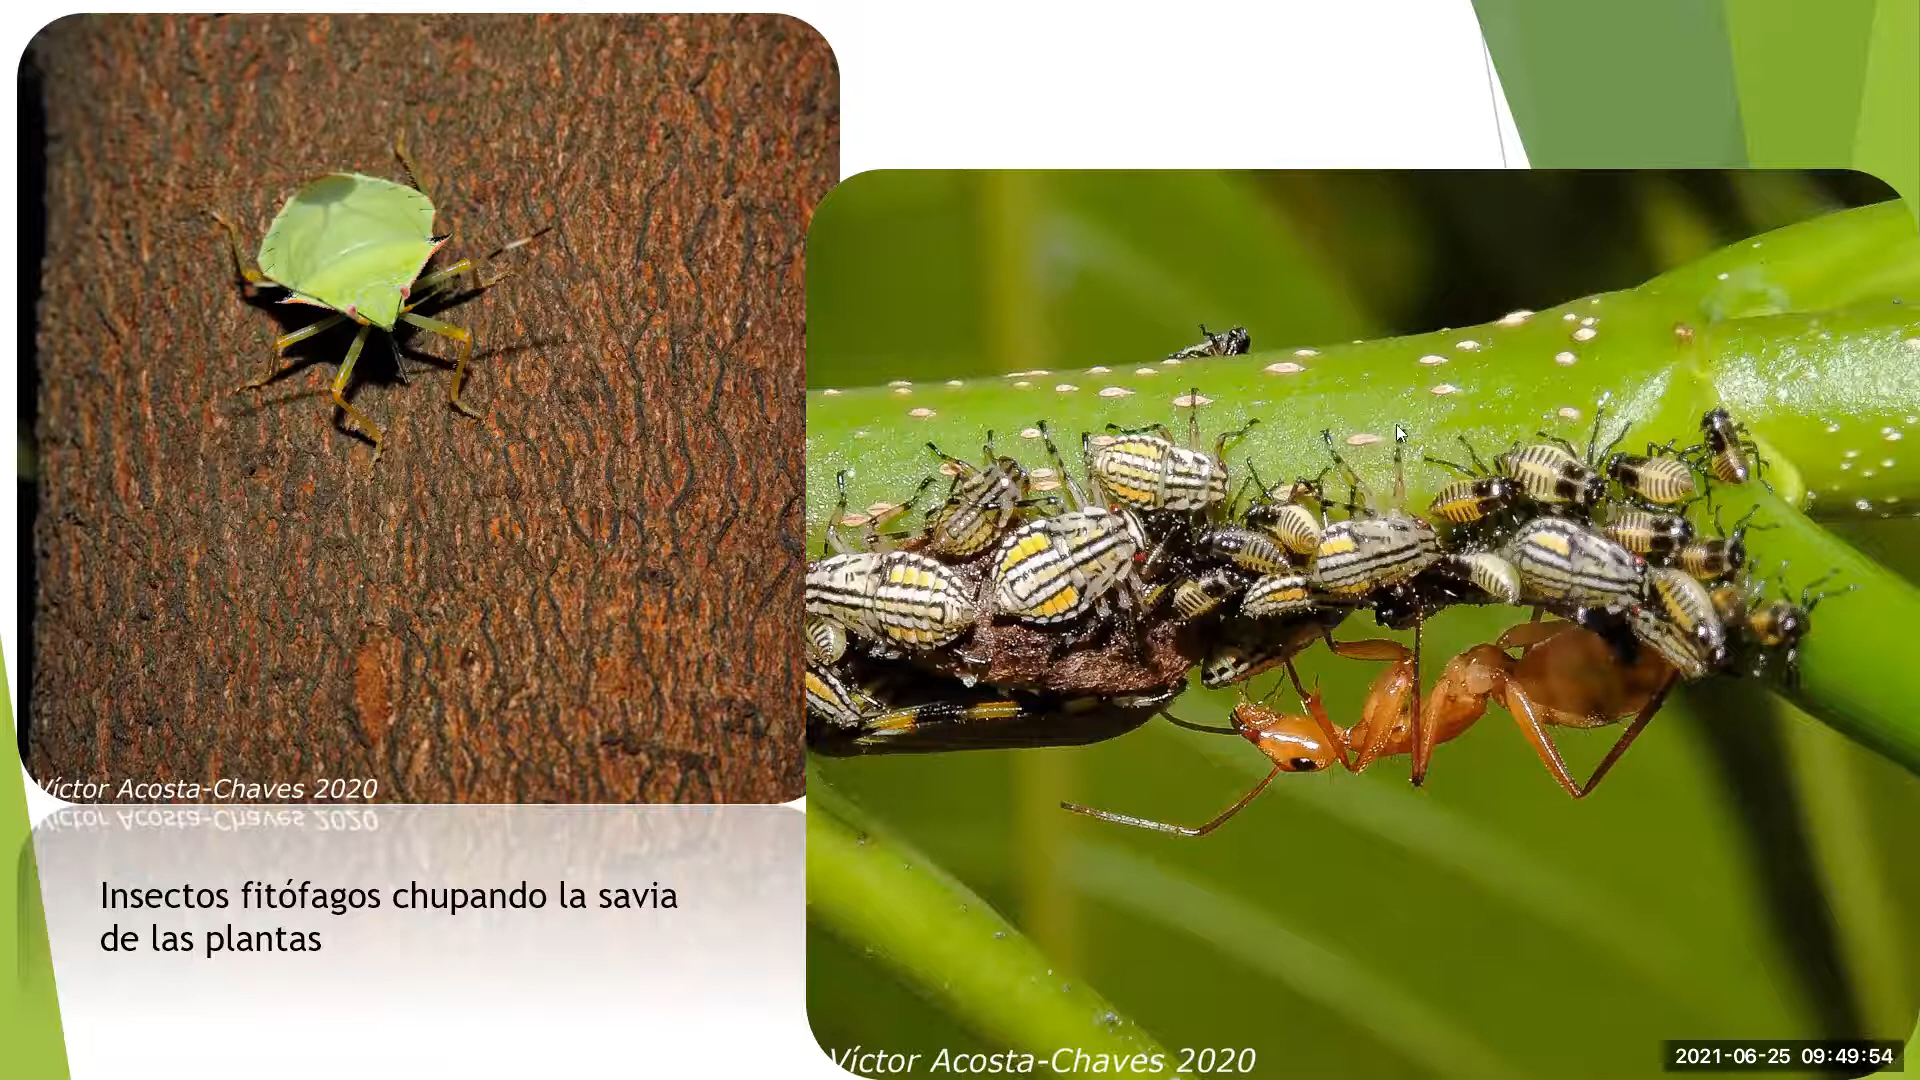 Víctor Acosta-Chaves 2020
Insectos fitófagos chupando la savia
de las plantas
Víctor Acosta-Chaves 2020
2021-06-25 09:49:54